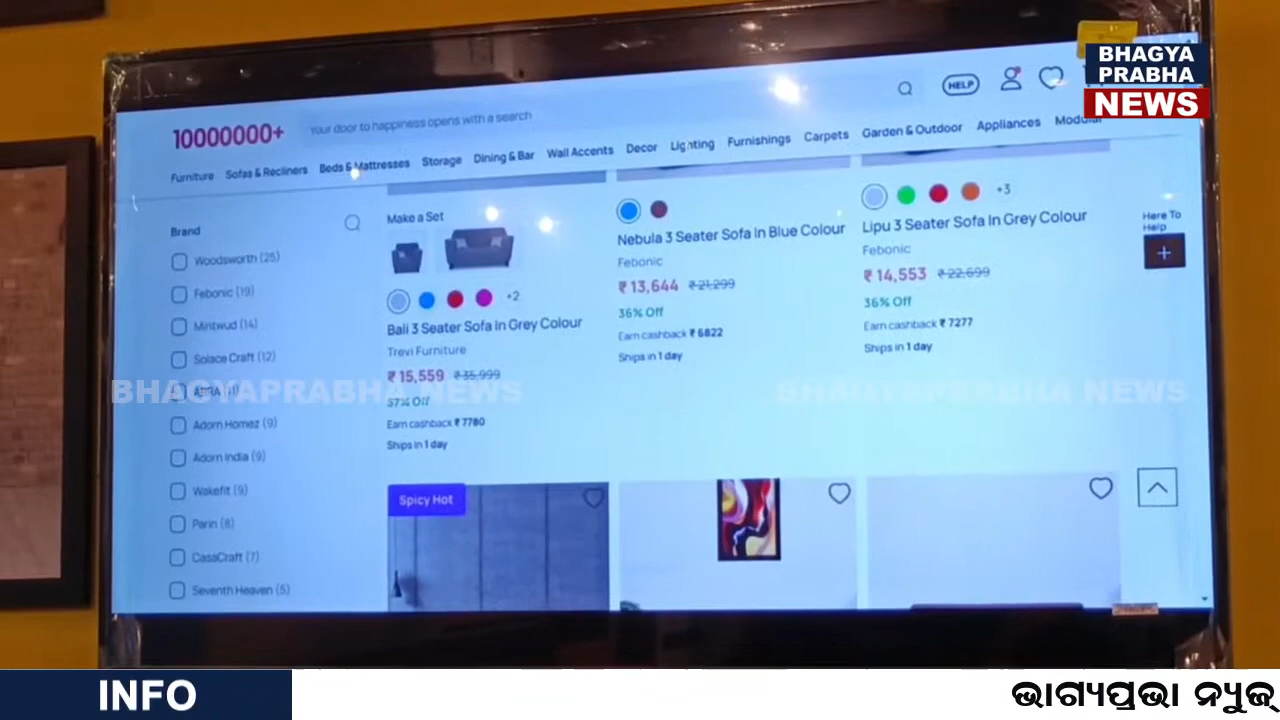 BHAGYA
PRABHA
NEWS
HELP
10000000+
Your door to happiness opens with a search
Furniture Sofas & Recliners Beds & Mattresses Storage Dining & Bar Wall Accents Decor Lighting Furnishings Carpets Garden & Outdoor Appliances Modular
Brand
Woodsworth (25)
Febonic (19)
Mintwud (14)
Solace Craft (12)
Adorn Homez (9)
Adorn India (9)
Wakefit (9)
Parin (8)
CasaCraft (7)
Seventh Heaven (5)
Make a Set
+2
Bali 3 Seater Sofa In Grey Colour
Trevi Furniture
₹ 15,559 ₹ 35,999
57% Off
Earn cashback ₹ 7780
Ships in 1 day
Nebula 3 Seater Sofa In Blue Colour
Febonic
₹ 13,644 ₹ 21,299
36% Off
Earn cashback ₹ 6822
Ships in 1 day
+3
Lipu 3 Seater Sofa In Grey Colour
Febonic
₹ 14,553 ₹ 22,699
36% Off
Earn cashback ₹ 7277
Ships in 1 day
Here To
Help
BHAGYAPRABHA NEWS
BHAGYAPRABHA NEWS
Spicy Hot
INFO
ଭାଗ୍ୟପ୍ରଭା ନ୍ୟୁଜ୍